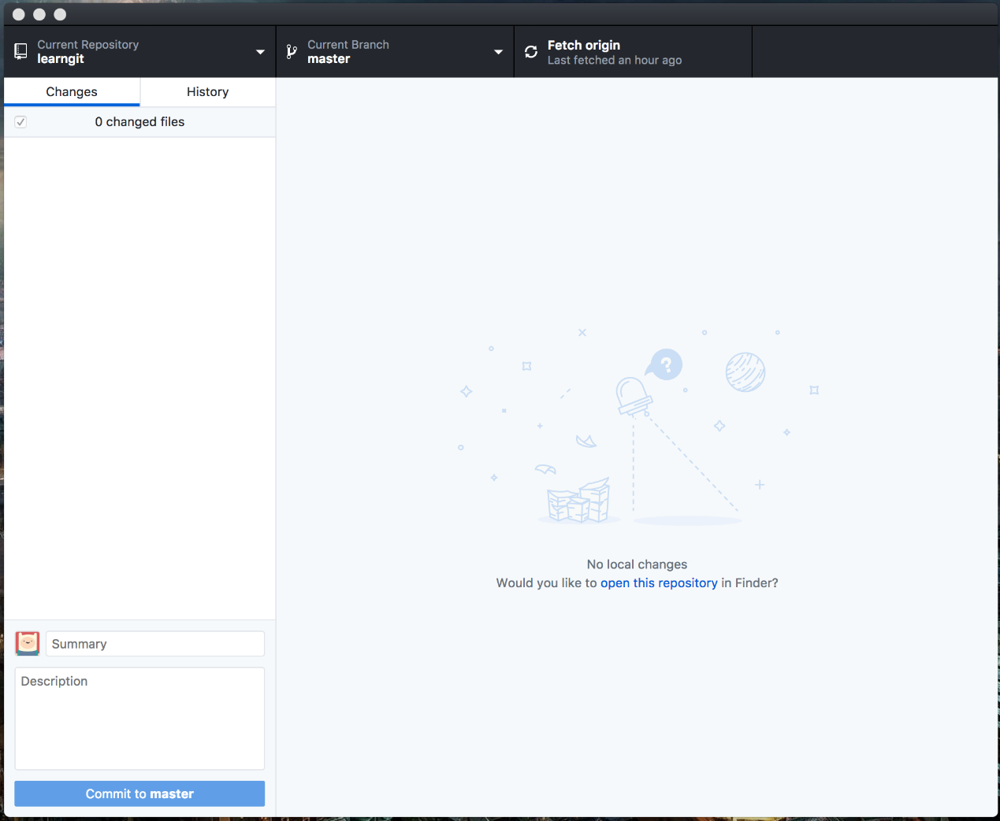 Current Repository
learngit
Current Branch
master
Fetch origin
Last fetched an hour ago
Changes
History
0 changed files
?
No local changes
Would you like to open this repository in Finder?
Summary
Description
Commit to master